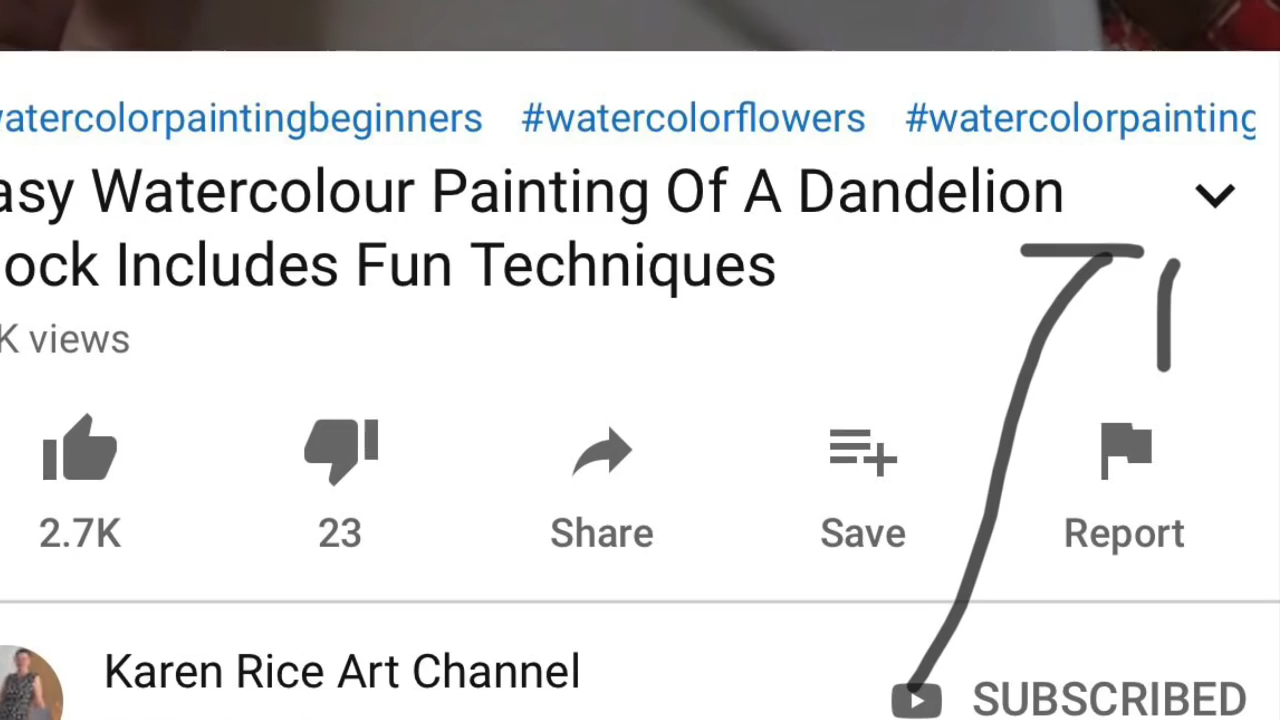 watercolorpaintingbeginners #watercolorflowers #watercolorpainting
asy Watercolour Painting Of A Dandelion
ock Includes Fun Techniques
K views
2.7K 23 Share Save Report
Karen Rice Art Channel SUBSCRIBED